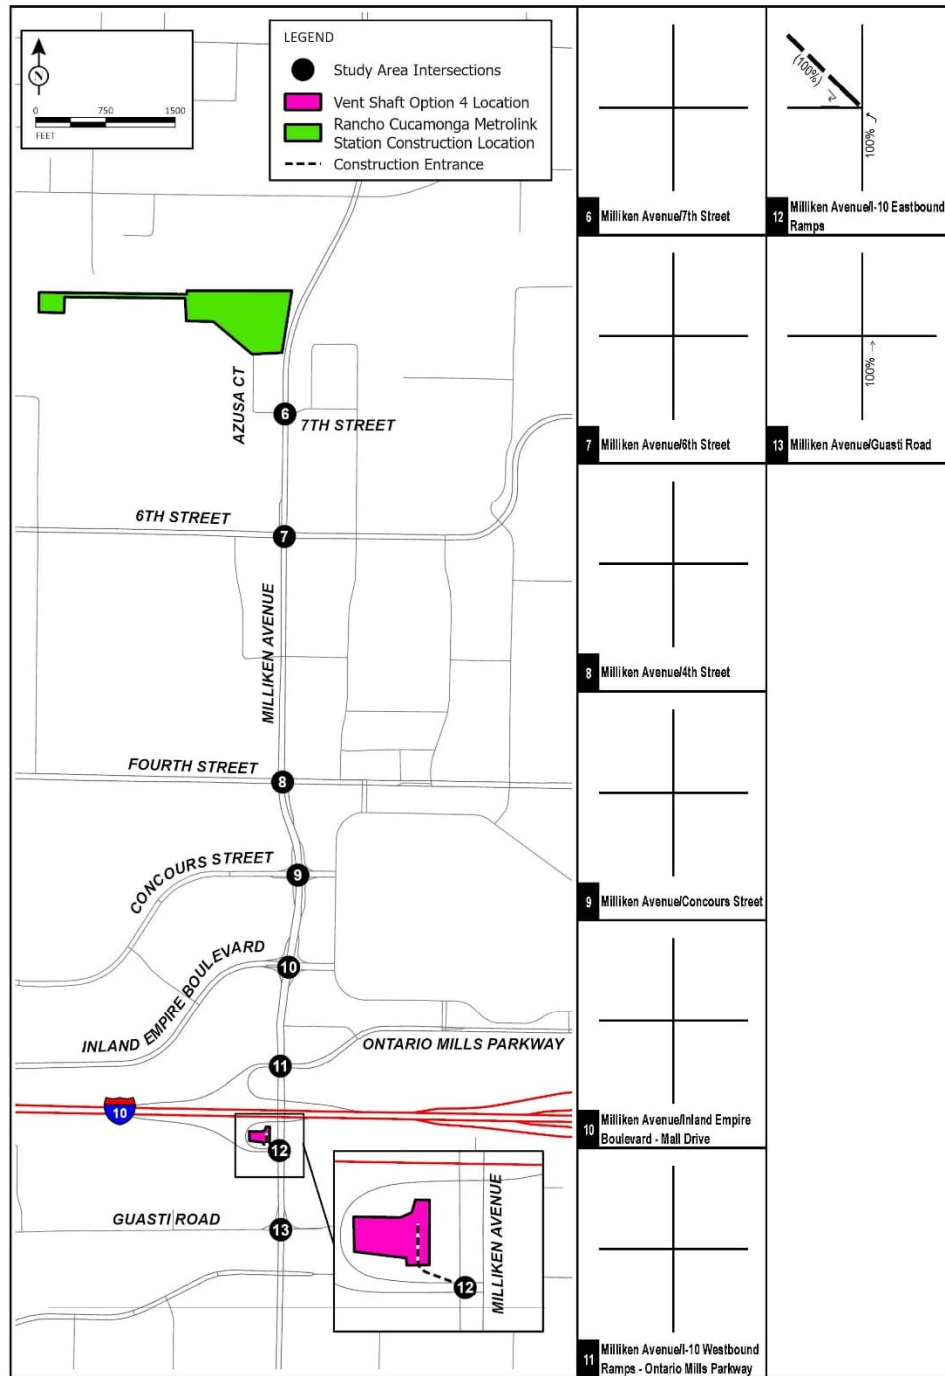 LEGEND
Study Area Intersections
Vent Shaft Option 4 Location
Rancho Cucamonga Metrolink
Station Construction Location
Construction Entrance
N
0 750 1500
FEET
AZUSA CT
6
7TH STREET
6TH STREET
7
MILLIKEN AVENUE
FOURTH STREET
8
CONCOURS STREET
9
INLAND EMPIRE BOULEVARD
10
ONTARIO MILLS PARKWAY
11
10
12
GUASTI ROAD
13
MILLIKEN AVENUE
12
6 Milliken Avenue/7th Street
7 Milliken Avenue/6th Street
8 Milliken Avenue/4th Street
9 Milliken Avenue/Concours Street
10 Milliken Avenue/Inland Empire
Boulevard - Mall Drive
11 Milliken Avenue/I-10 Westbound
Ramps - Ontario Mills Parkway
(100%)
100%
12 Milliken Avenue/I-10 Eastbound
Ramps
100% →
13 Milliken Avenue/Guasti Road